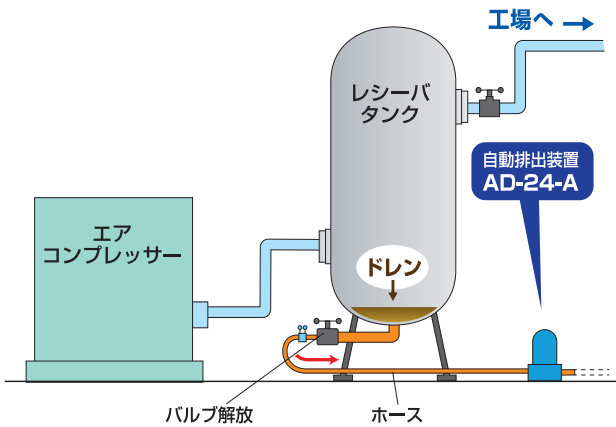 工場へ
レシーバ
タンク
自動排出装置
AD-24-A
エア
コンプレッサー
ドレン
バルブ解放
ホース